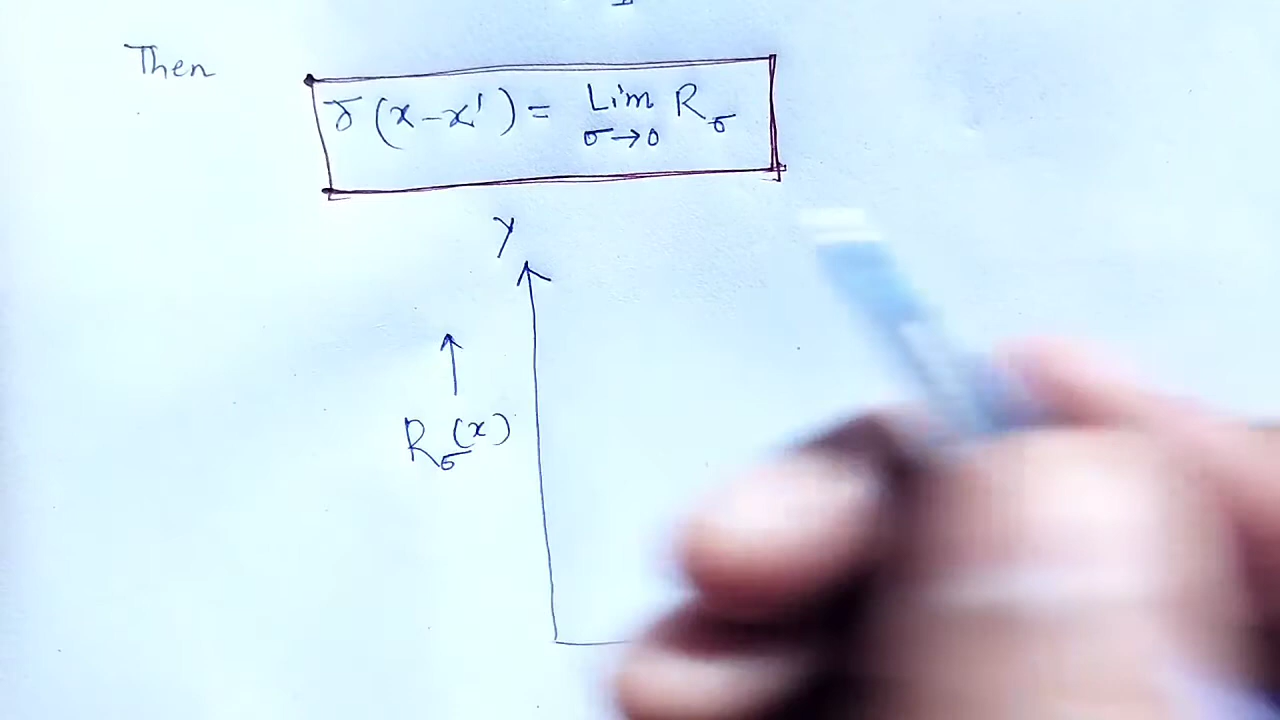 Then
δ(x-x') = Lim R_σ
σ→0
y
↑
R_σ(x)